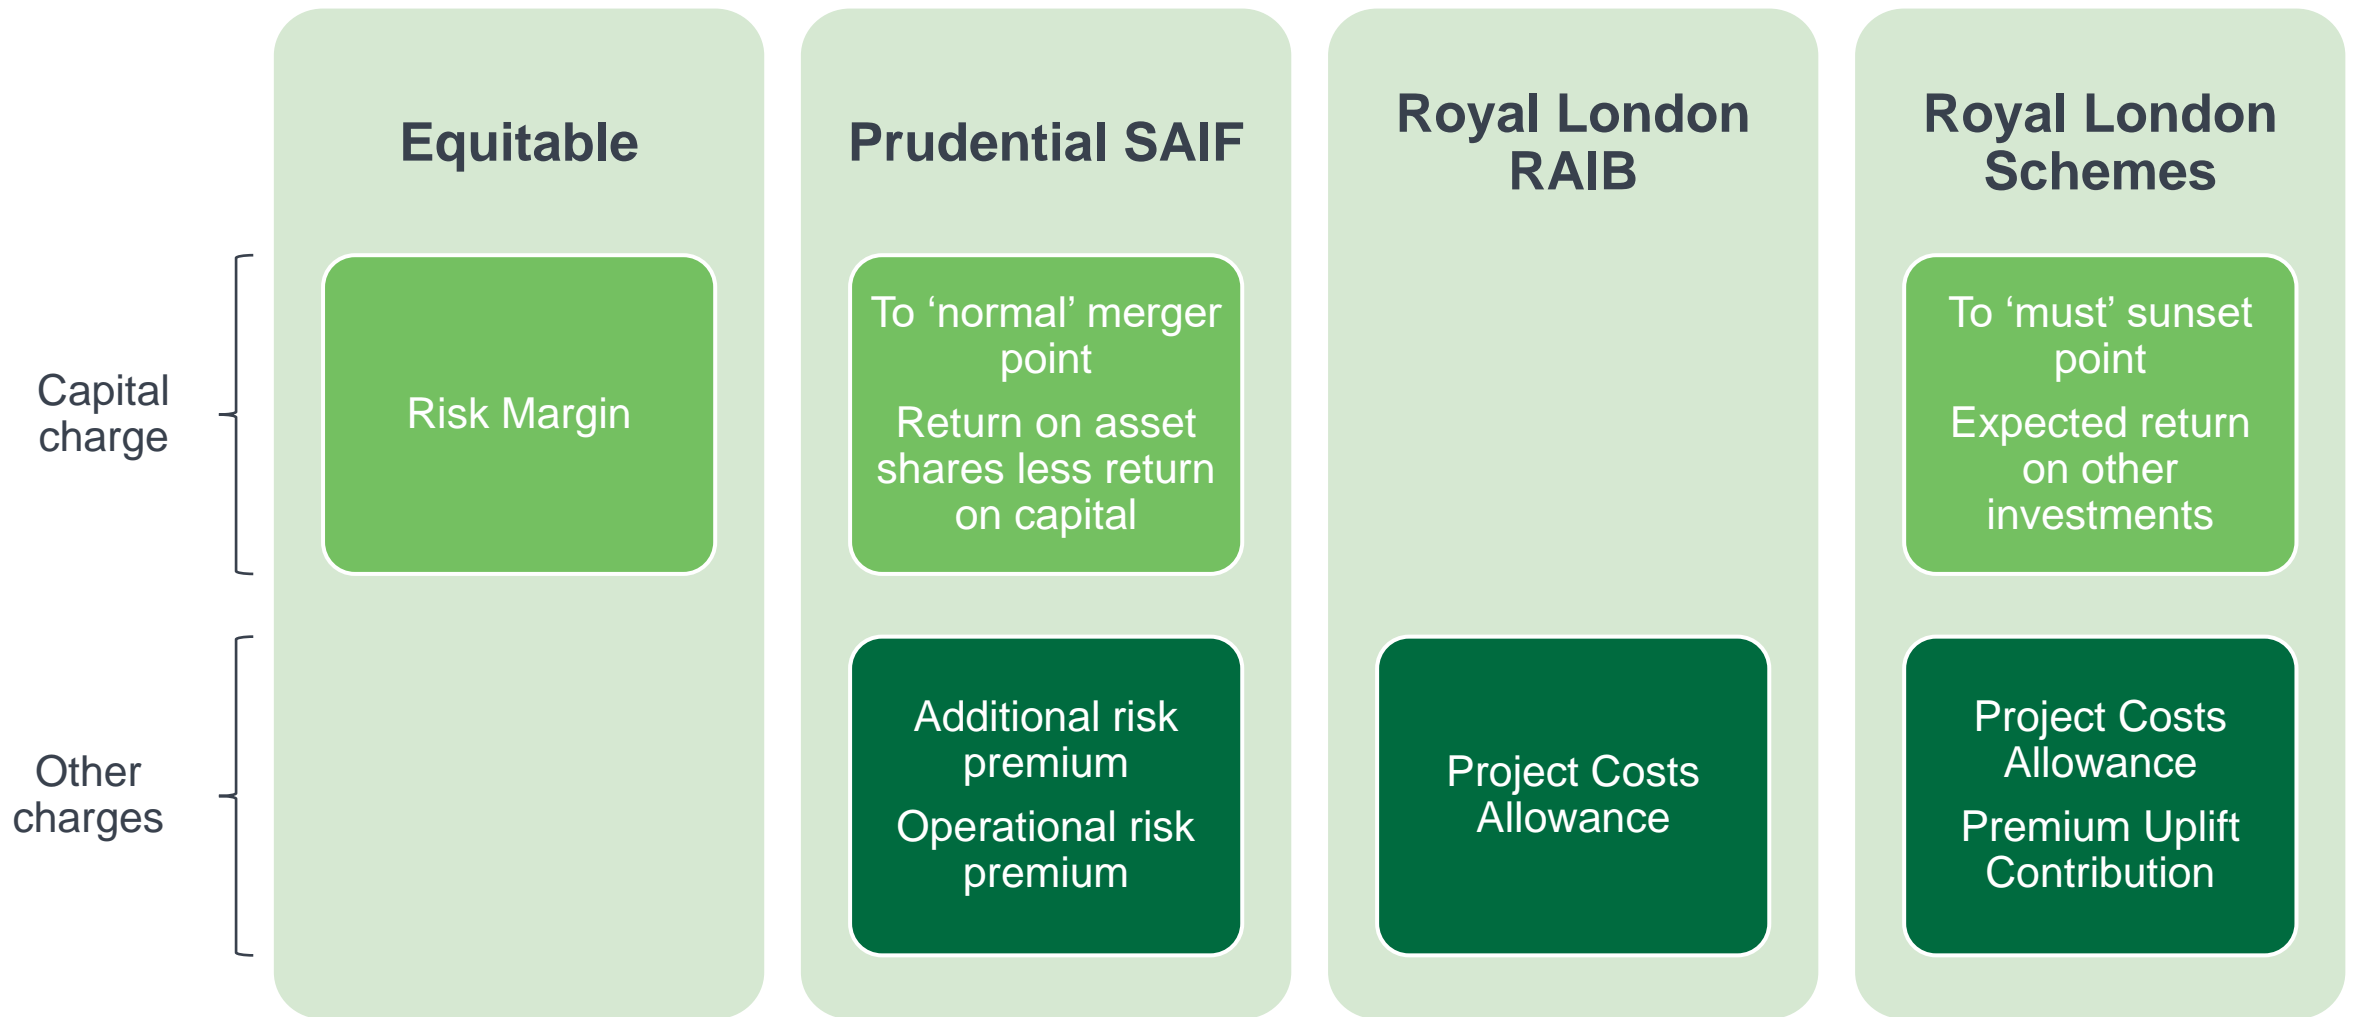 Equitable
Prudential SAIF
Royal London
RAIB
Royal London
Schemes
Capital
charge
Risk Margin
To ‘normal’ merger
point
Return on asset
shares less return
on capital
To ‘must’ sunset
point
Expected return
on other
investments
Other
charges
Additional risk
premium
Operational risk
premium
Project Costs
Allowance
Project Costs
Allowance
Premium Uplift
Contribution